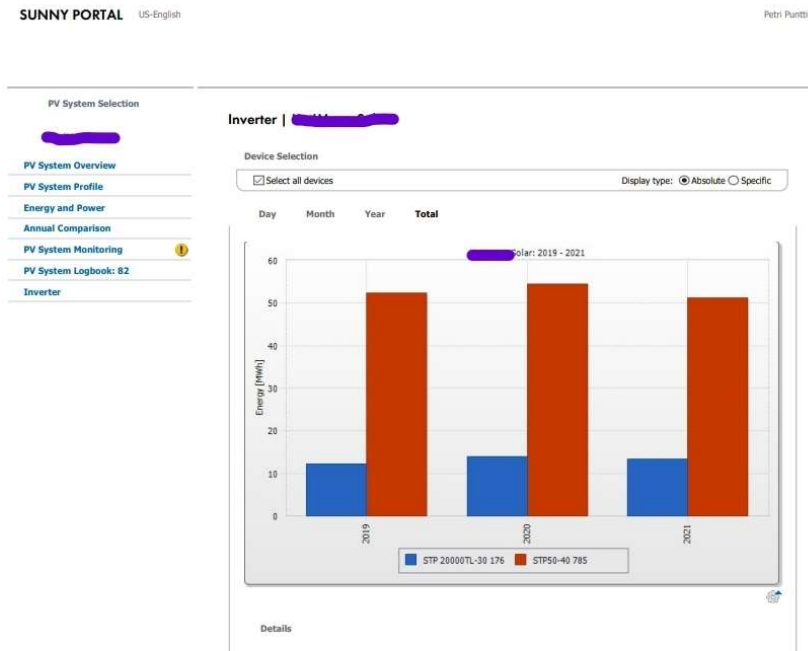 SUNNY PORTAL US-English
Petri Puntti
PV System Selection
PV System Overview
PV System Profile
Energy and Power
Annual Comparison
PV System Monitoring
PV System Logbook: 82
Inverter
Inverter |
Device Selection
Select all devices
Display type: Absolute Specific
Day Month Year Total
Solar: 2019 - 2021
Energy [MWh]
60
50
40
30
20
10
0
2019
2020
2021
STP 20000TL-30 176 STP50-40 785
Details